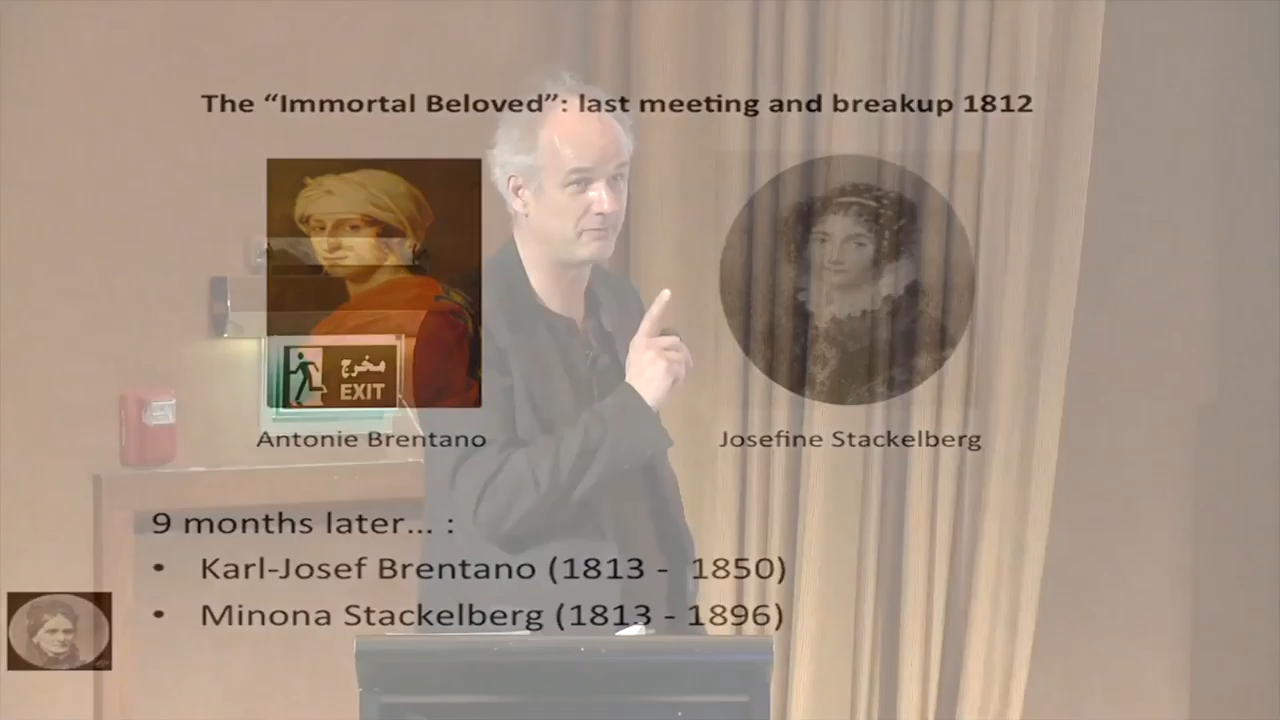 The “Immortal Beloved”: last meeting and breakup 1812
مخرج
EXIT
Antonie Brentano
Josefine Stackelberg
9 months later... :
• Karl-Josef Brentano (1813 - 1850)
• Minona Stackelberg (1813 - 1896)